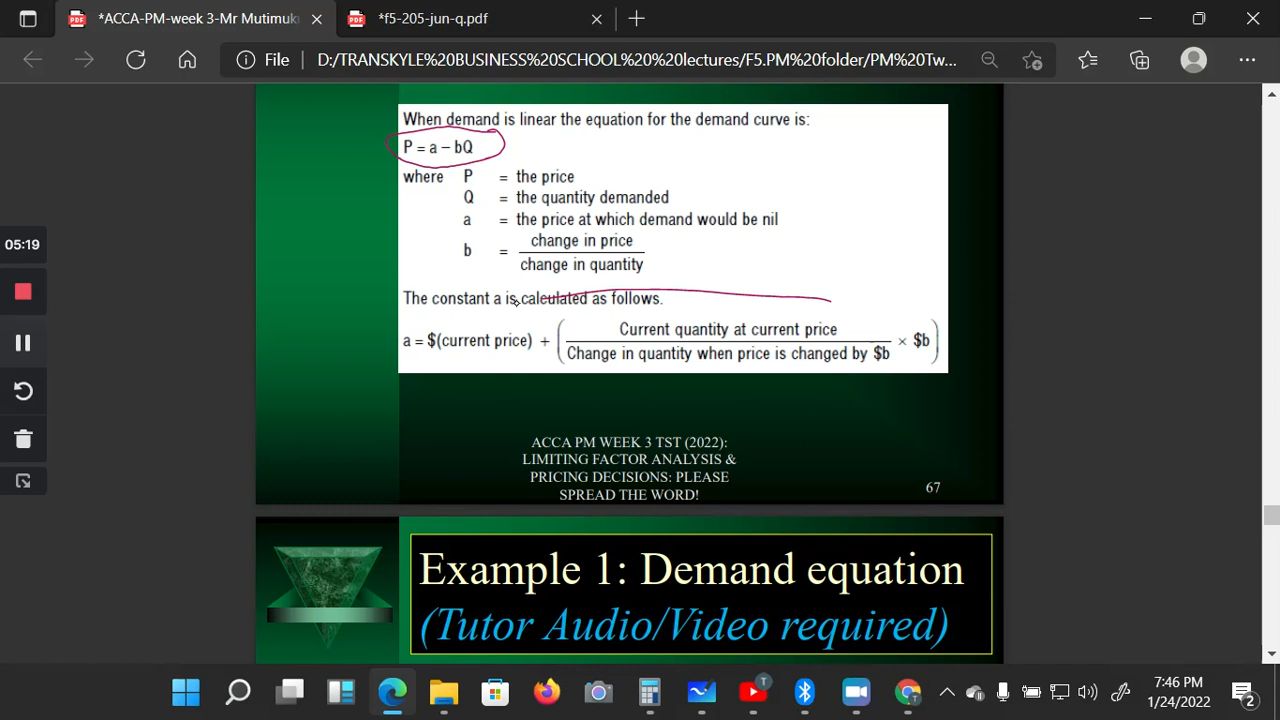 *ACCA-PM-week 3-Mr Mutimuku
*f5-205-jun-q.pdf
File
D:/TRANSKYLE%20BUSINESS%20SCHOOL%20%20lectures/F5.PM%20folder/PM%20Tw...
05:19
When demand is linear the equation for the demand curve is:
P = a – bQ
where P = the price
Q = the quantity demanded
a = the price at which demand would be nil
b = change in price
change in quantity
The constant a is calculated as follows.
a = $(current price) + ( Current quantity at current price
Change in quantity when price is changed by $b × $b )
ACCA PM WEEK 3 TST (2022):
LIMITING FACTOR ANALYSIS &
PRICING DECISIONS: PLEASE
SPREAD THE WORD!
67
Example 1: Demand equation
(Tutor Audio/Video required)
7:46 PM
1/24/2022
2